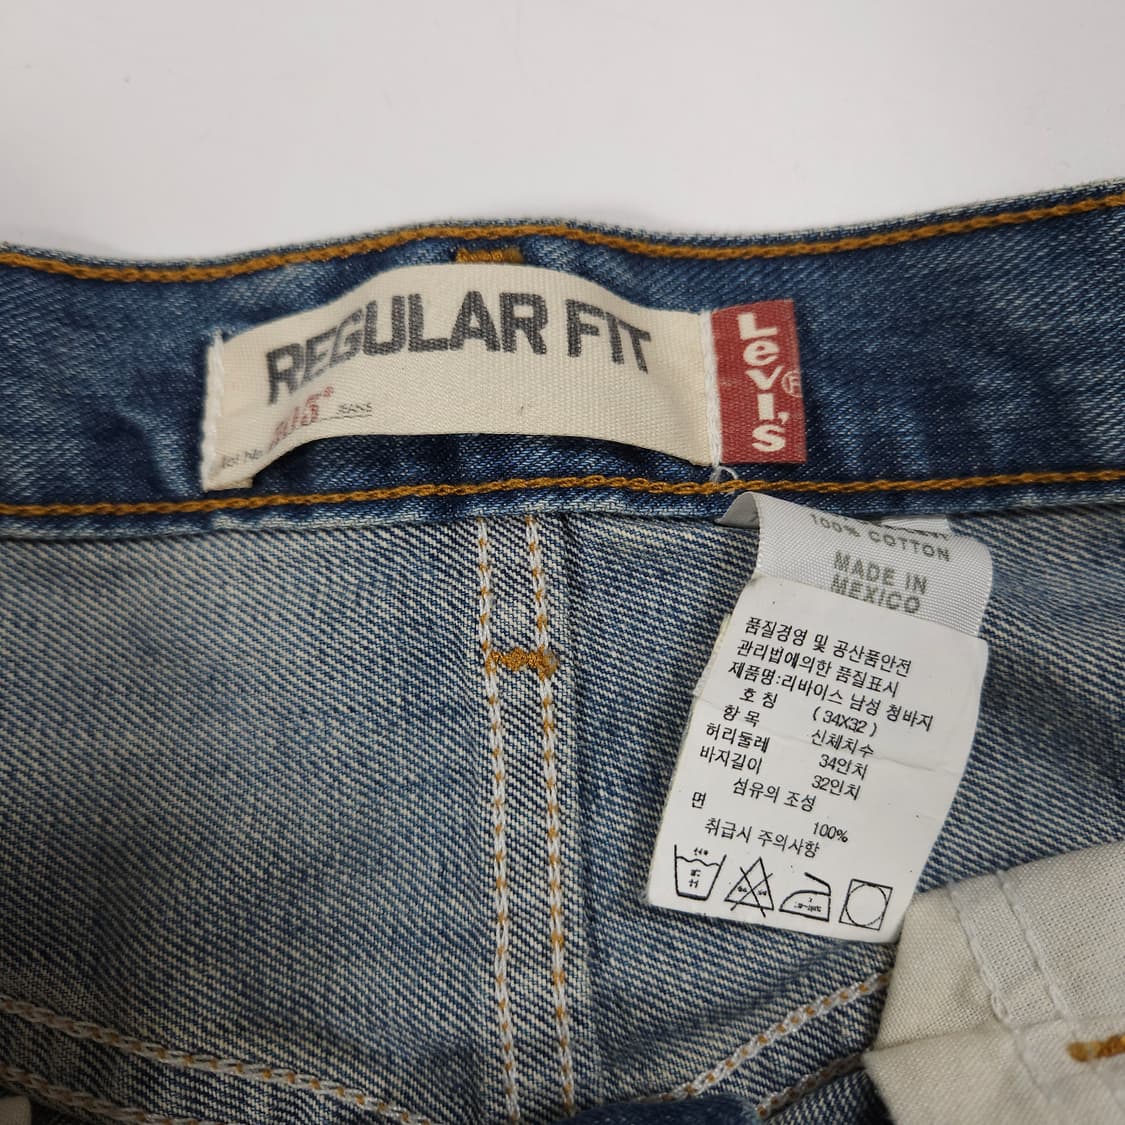 REGULAR FIT
505® JEANS
Levi's
®
100% COTTON
MADE IN
MEXICO
품질경영 및 공산품안전
관리법에의한 품질표시
제품명:리바이스 남성 청바지
호 칭 ( 34X32 )
항 목 신체치수
허리둘레 34인치
바지길이 32인치
섬유의 조성
면 100%
취급시 주의사항